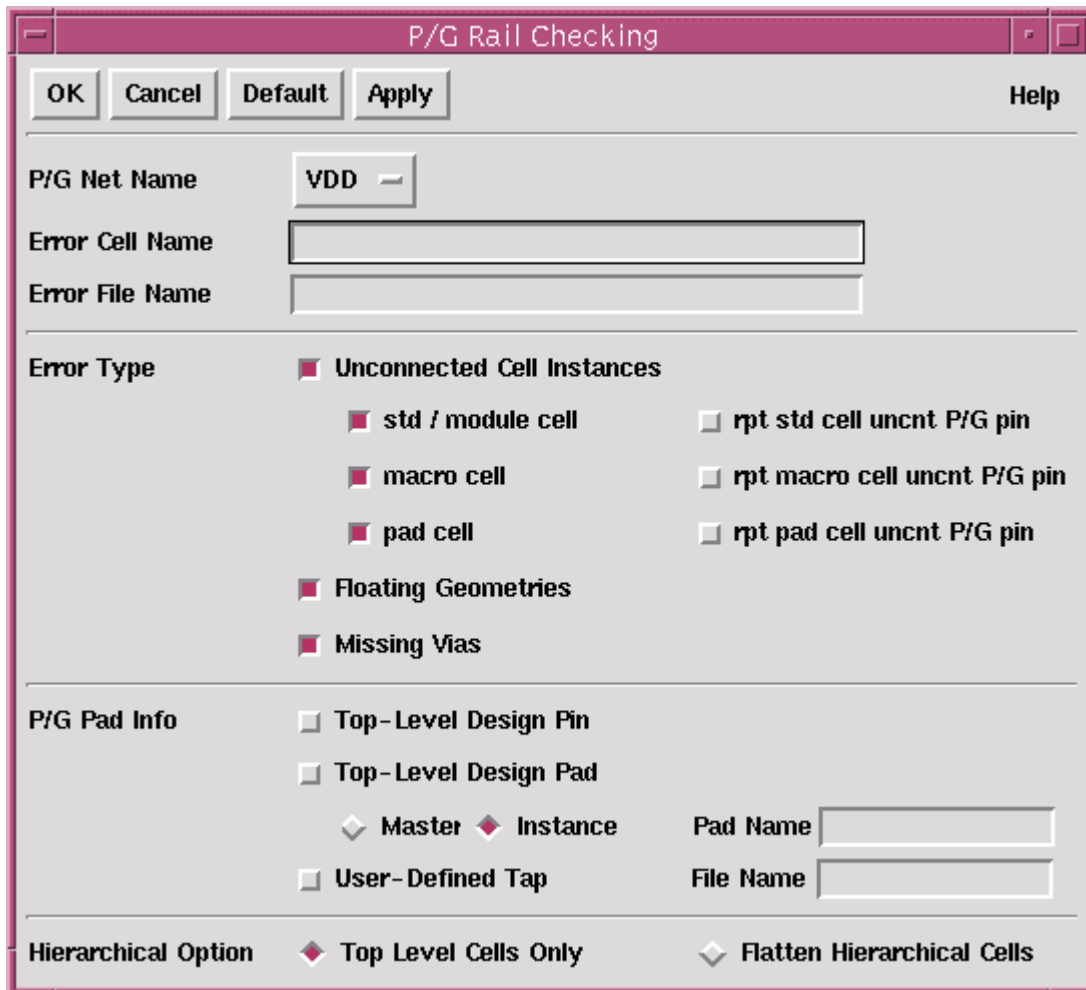 P/G Rail Checking
OK Cancel Default Apply Help
P/G Net Name VDD
Error Cell Name
Error File Name
Error Type Unconnected Cell Instances
std / module cell rpt std cell uncnt P/G pin
macro cell rpt macro cell uncnt P/G pin
pad cell rpt pad cell uncnt P/G pin
Floating Geometries
Missing Vias
P/G Pad Info Top-Level Design Pin
Top-Level Design Pad
Master Instance Pad Name
User-Defined Tap File Name
Hierarchical Option Top Level Cells Only Flatten Hierarchical Cells